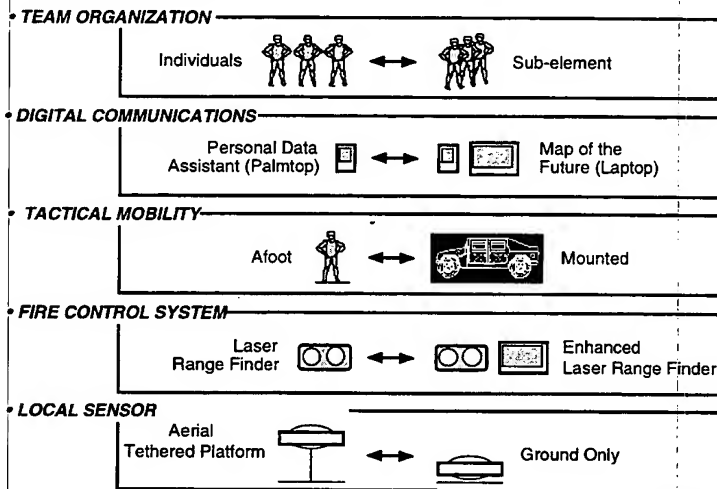 • TEAM ORGANIZATION
Individuals
Sub-element
• DIGITAL COMMUNICATIONS
Personal Data
Assistant (Palmtop)
Map of the
Future (Laptop)
• TACTICAL MOBILITY
Afoot
Mounted
• FIRE CONTROL SYSTEM
Laser
Range Finder
Enhanced
Laser Range Finder
• LOCAL SENSOR
Aerial
Tethered Platform
Ground Only